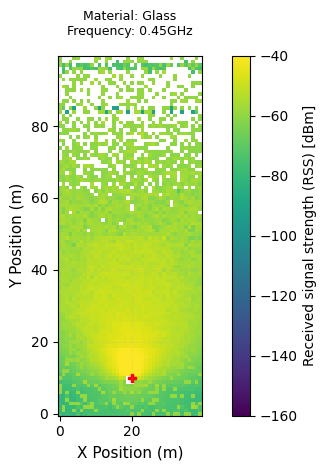 Material: Glass
Frequency: 0.45GHz
Y Position (m)
80
60
40
20
0
0
20
X Position (m)
−40
−60
−80
−100
−120
−140
−160
Received signal strength (RSS) [dBm]